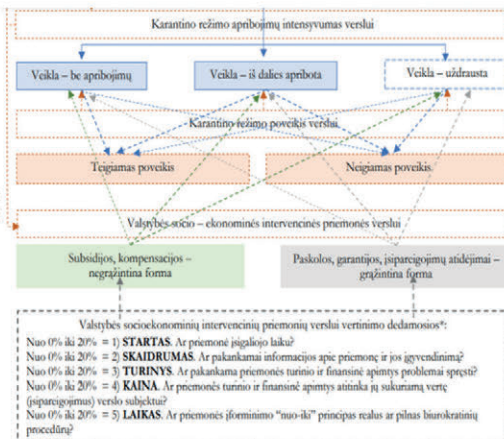 Karantino režimo apribojimų intensyvumas verslui
Veikla – be apribojimų
Veikla – iš dalies apribota
Veikla – uždrausta
Karantino režimo poveikis verslui
Teigiamas poveikis
Neigiamas poveikis
Valstybės socio – ekonominės intervencinės priemonės verslui
Subsidijos, kompensacijos –
negrąžintina forma
Paskolos, garantijos, įsipareigojimų atidėjimai –
grąžintina forma
Valstybės socioekonominių intervencinių priemonių verslui vertinimo dedamosios*:
Nuo 0% iki 20% = 1) STARTAS. Ar priemonė įsigaliojo laiku?
Nuo 0% iki 20% = 2) SKAIDRUMAS. Ar pakankamai informacijos apie priemonę ir jos įgyvendinimą?
Nuo 0% iki 20% = 3) TURINYS. Ar pakankama priemonės turinio ir finansinė apimtys problemai spręsti?
Nuo 0% iki 20% = 4) KAINA. Ar priemonės turinio ir finansinė apimtys atitinka jų sukuriamą vertę
(įsipareigojimus) verslo subjektui?
Nuo 0% iki 20% = 5) LAIKAS. Ar priemonės įforminimo "nuo-iki" principas realus ar pilnas biurokratinių
procedūrų?